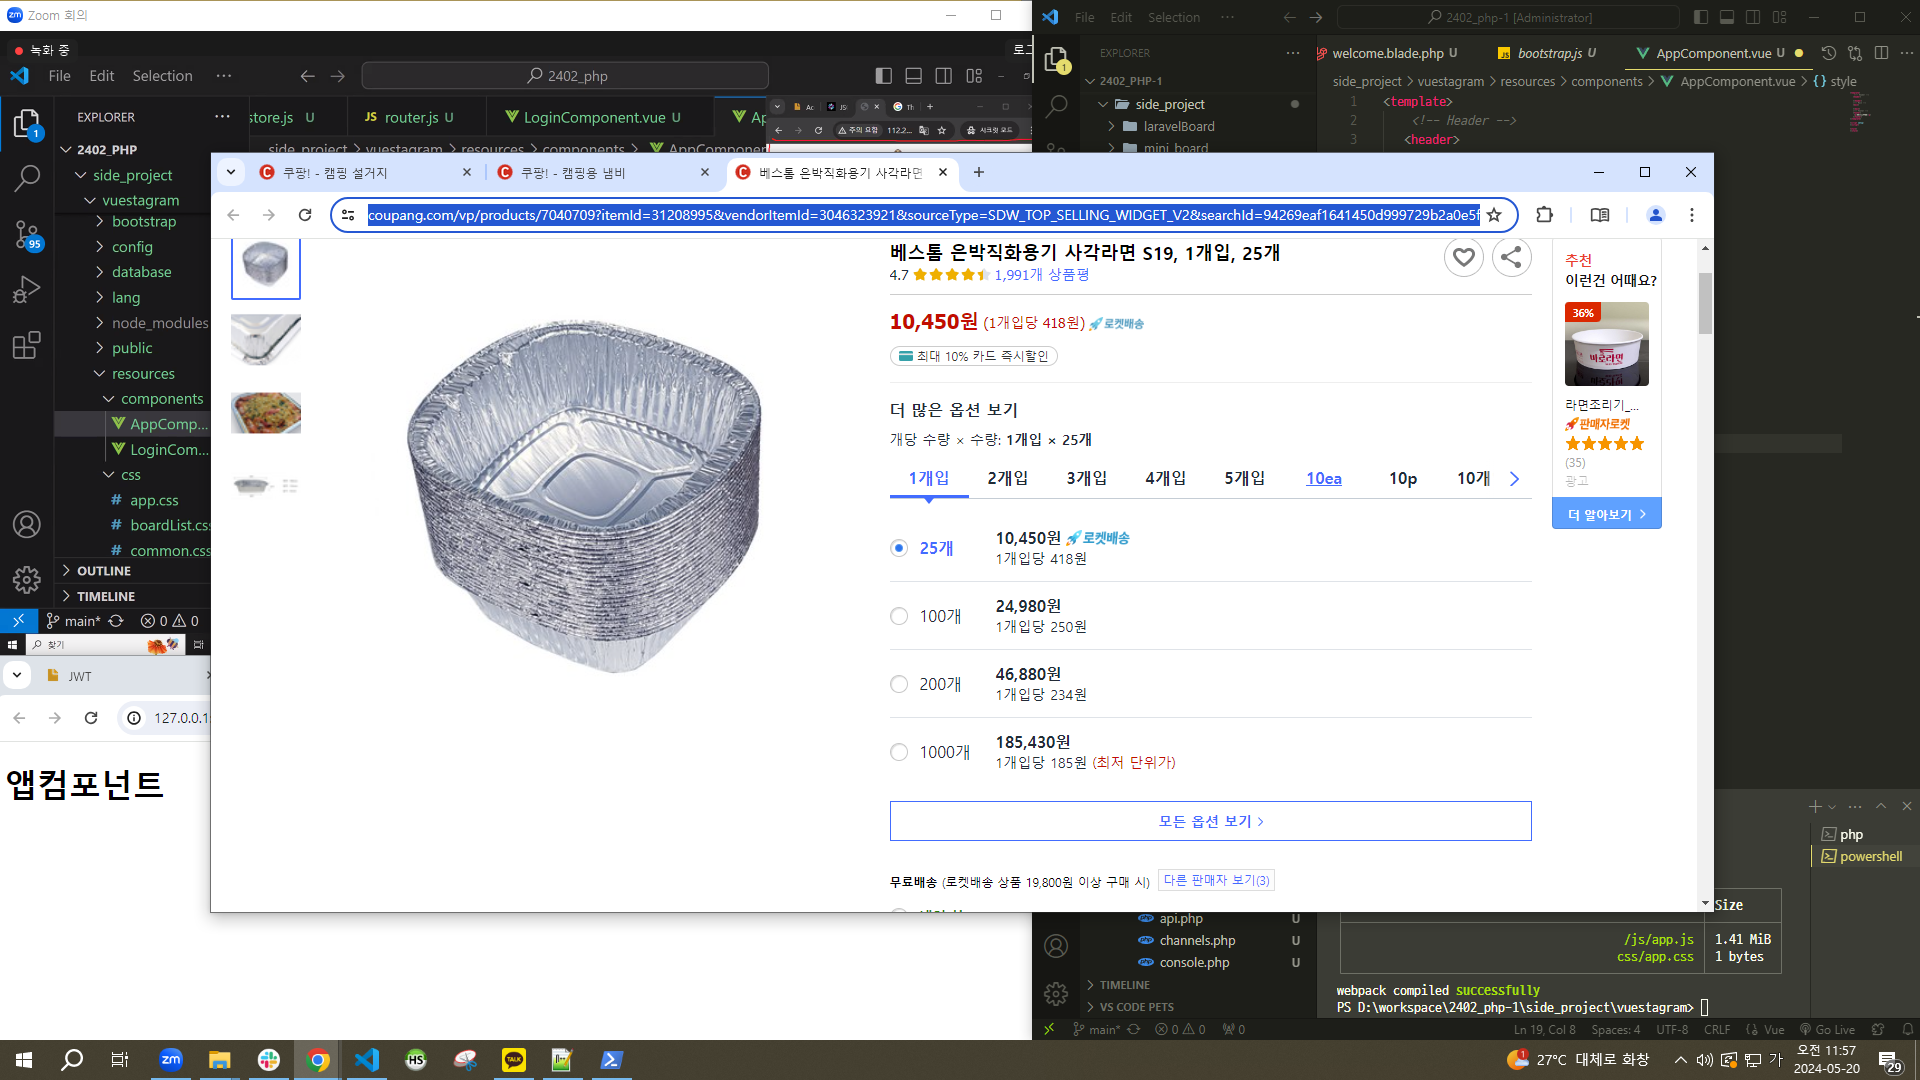 Zoom 회의
녹화 중
File Edit Selection ···
2402_php
EXPLORER
2402_PHP
side_project
vuestagram
bootstrap
config
database
lang
node_modules
public
resources
components
AppComp...
LoginCom...
css
app.css
boardList.css
common.css
OUTLINE
TIMELINE
main* 0 0
찾기
store.js U
router.js U
LoginComponent.vue U
side_project > vuestagram > resources > components >
주의 요함
112.2...
시크릿 모드
JWT
127.0.0.1
앱컴포넌트
쿠팡! - 캠핑 설거지
쿠팡! - 캠핑용 냄비
베스톰 은박직화용기 사각라면
coupang.com/vp/products/7040709?itemId=31208995&vendorItemId=3046323921&sourceType=SDW_TOP_SELLING_WIDGET_V2&searchId=94269eaf1641450d999729b2a0e5f
베스톰 은박직화용기 사각라면 S19, 1개입, 25개
4.7 1,991개 상품평
10,450원 (1개입당 418원) 로켓배송
최대 10% 카드 즉시할인
더 많은 옵션 보기
개당 수량 × 수량: 1개입 × 25개
1개입 2개입 3개입 4개입 5개입 10ea 10p 10개
25개 10,450원 로켓배송
1개입당 418원
100개 24,980원
1개입당 250원
200개 46,880원
1개입당 234원
1000개 185,430원
1개입당 185원 (최저 단위가)
모든 옵션 보기
무료배송 (로켓배송 상품 19,800원 이상 구매 시) 다른 판매자 보기(3)
추천
이런건 어때요?
36%
라면조리기_...
판매자로켓
(35)
광고
더 알아보기
File Edit Selection ···
2402_php-1 [Administrator]
EXPLORER
2402_PHP-1
side_project
laravelBoard
mini_board
welcome.blade.php U
bootstrap.js U
AppComponent.vue U
side_project > vuestagram > resources > components > AppComponent.vue > {} style
1 <template>
2 <!-- Header -->
3 <header>
api.php U
channels.php U
console.php U
TIMELINE
VS CODE PETS
php
powershell
Size
/js/app.js 1.41 MiB
css/app.css 1 bytes
webpack compiled successfully
PS D:\workspace\2402_php-1\side_project\vuestagram>
main* 0 0 0
Ln 19, Col 8 Spaces: 4 UTF-8 CRLF Vue Go Live
27°C 대체로 화창
가
오전 11:57
2024-05-20
29